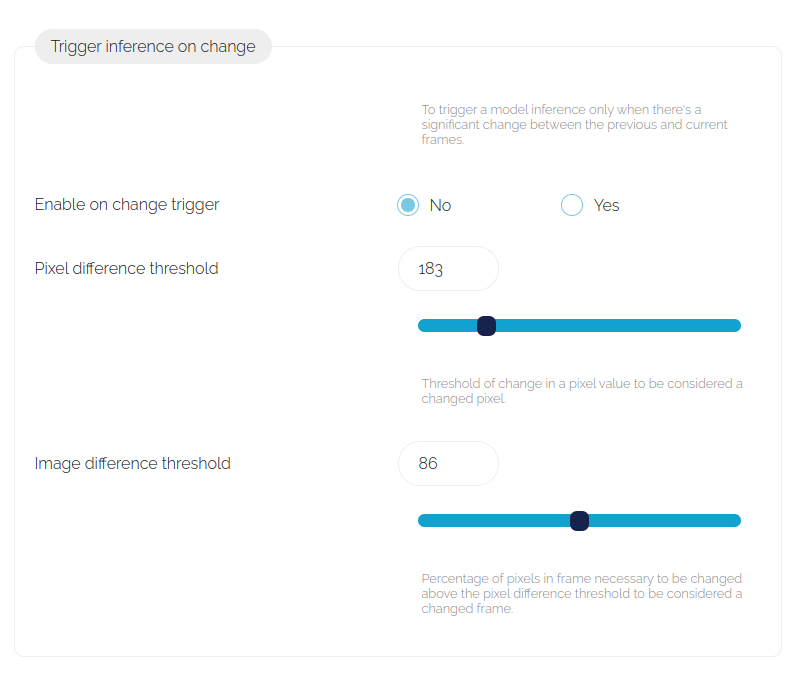 Trigger inference on change
To trigger a model inference only when there's a
significant change between the previous and current
frames.
Enable on change trigger
No
Yes
Pixel difference threshold
183
Threshold of change in a pixel value to be considered a
changed pixel.
Image difference threshold
86
Percentage of pixels in frame necessary to be changed
above the pixel difference threshold to be considered a
changed frame.